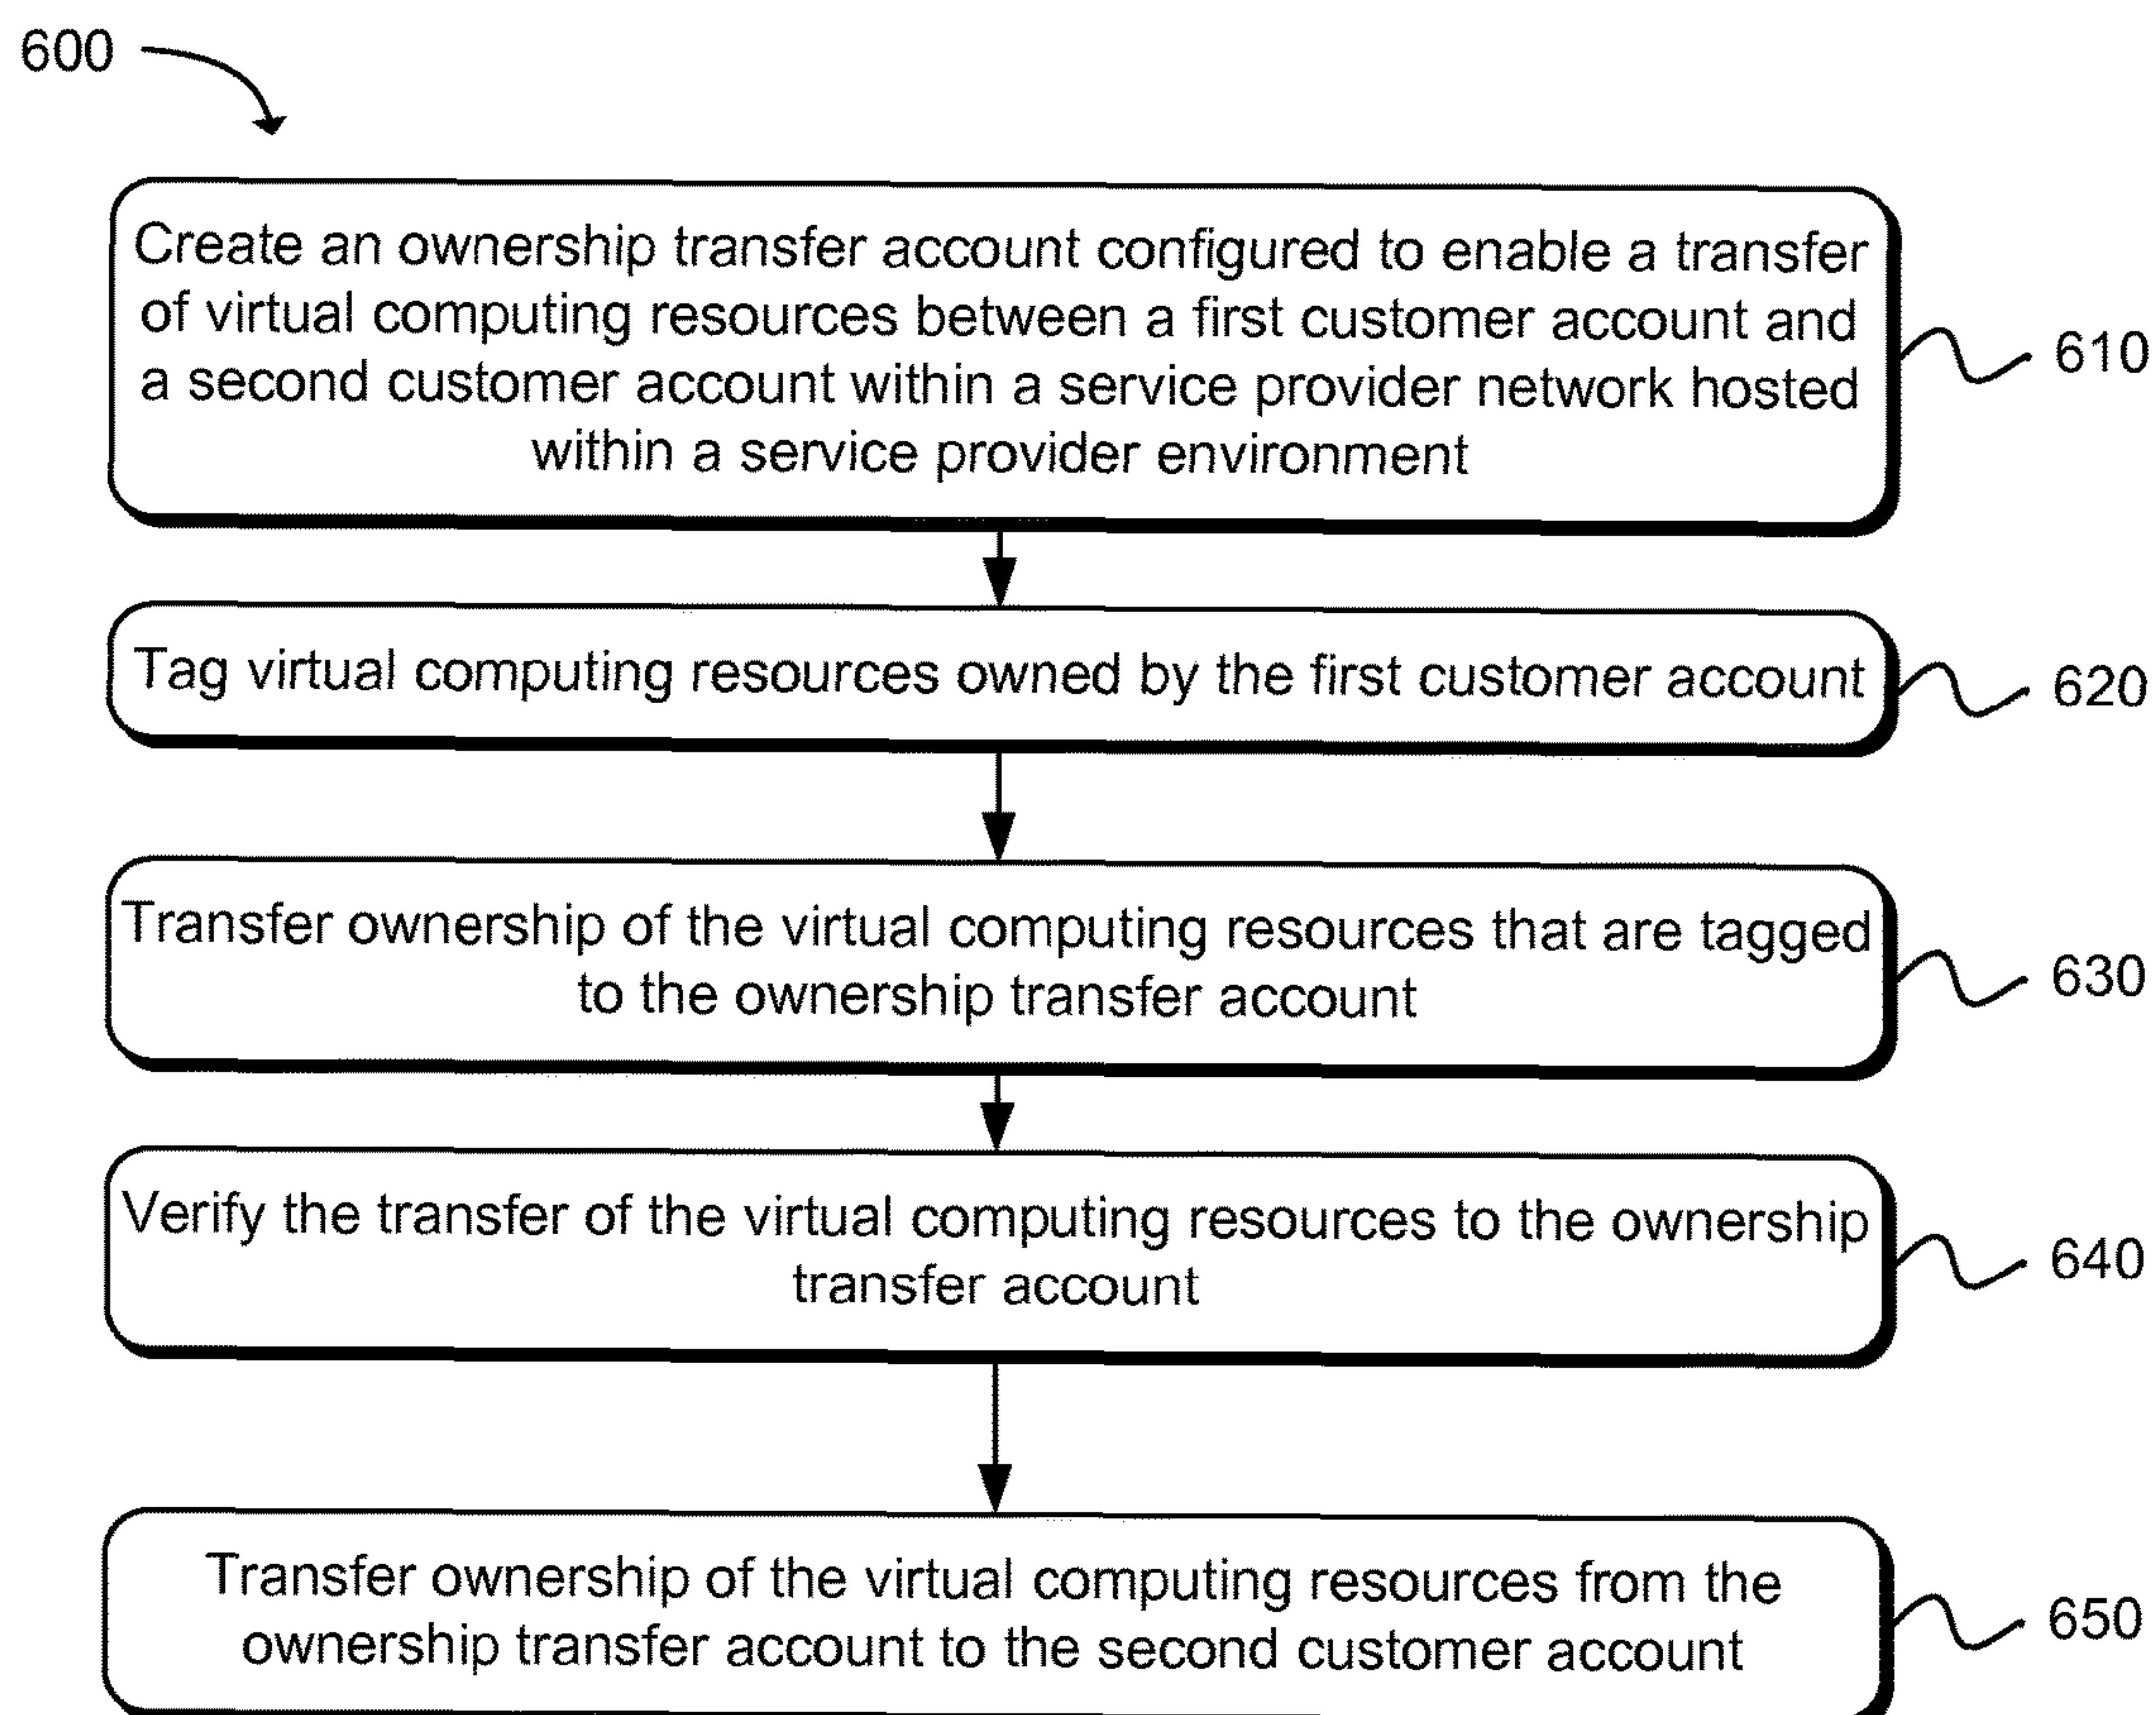 600
Create an ownership transfer account configured to enable a transfer
of virtual computing resources between a first customer account and
a second customer account within a service provider network hosted
within a service provider environment
610
Tag virtual computing resources owned by the first customer account
620
Transfer ownership of the virtual computing resources that are tagged
to the ownership transfer account
630
Verify the transfer of the virtual computing resources to the ownership
transfer account
640
Transfer ownership of the virtual computing resources from the
ownership transfer account to the second customer account
650